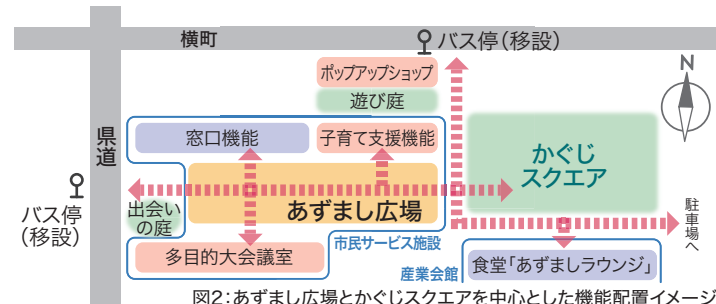 横町
バス停(移設)
ポップアップショップ
遊び庭
N
県道
窓口機能
子育て支援機能
かぐじ
スクエア
バス停
(移設)
出会い
の庭
あずまし広場
駐車場へ
多目的大会議室
市民サービス施設
産業会館
食堂「あずましラウンジ」
図2:あずまし広場とかぐじスクエアを中心とした機能配置イメージ